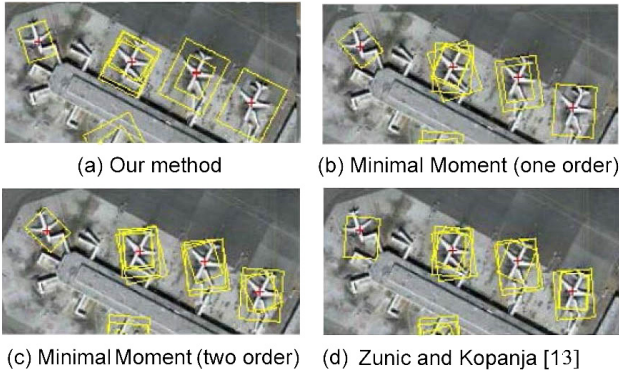 (a) Our method
(b) Minimal Moment (one order)
(c) Minimal Moment (two order)
(d) Zunic and Kopanja [13]